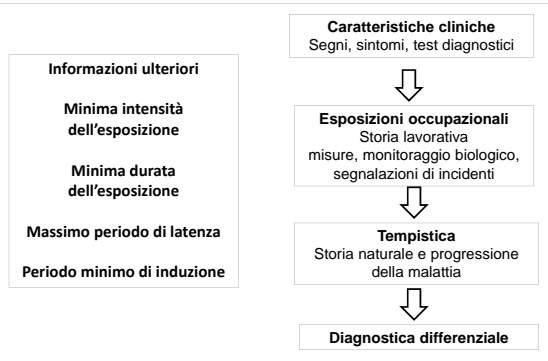 Informazioni ulteriori
Minima intensità
dell'esposizione
Minima durata
dell'esposizione
Massimo periodo di latenza
Periodo minimo di induzione
Caratteristiche cliniche
Segni, sintomi, test diagnostici
Esposizioni occupazionali
Storia lavorativa
misure, monitoraggio biologico,
segnalazioni di incidenti
Tempistica
Storia naturale e progressione
della malattia
Diagnostica differenziale